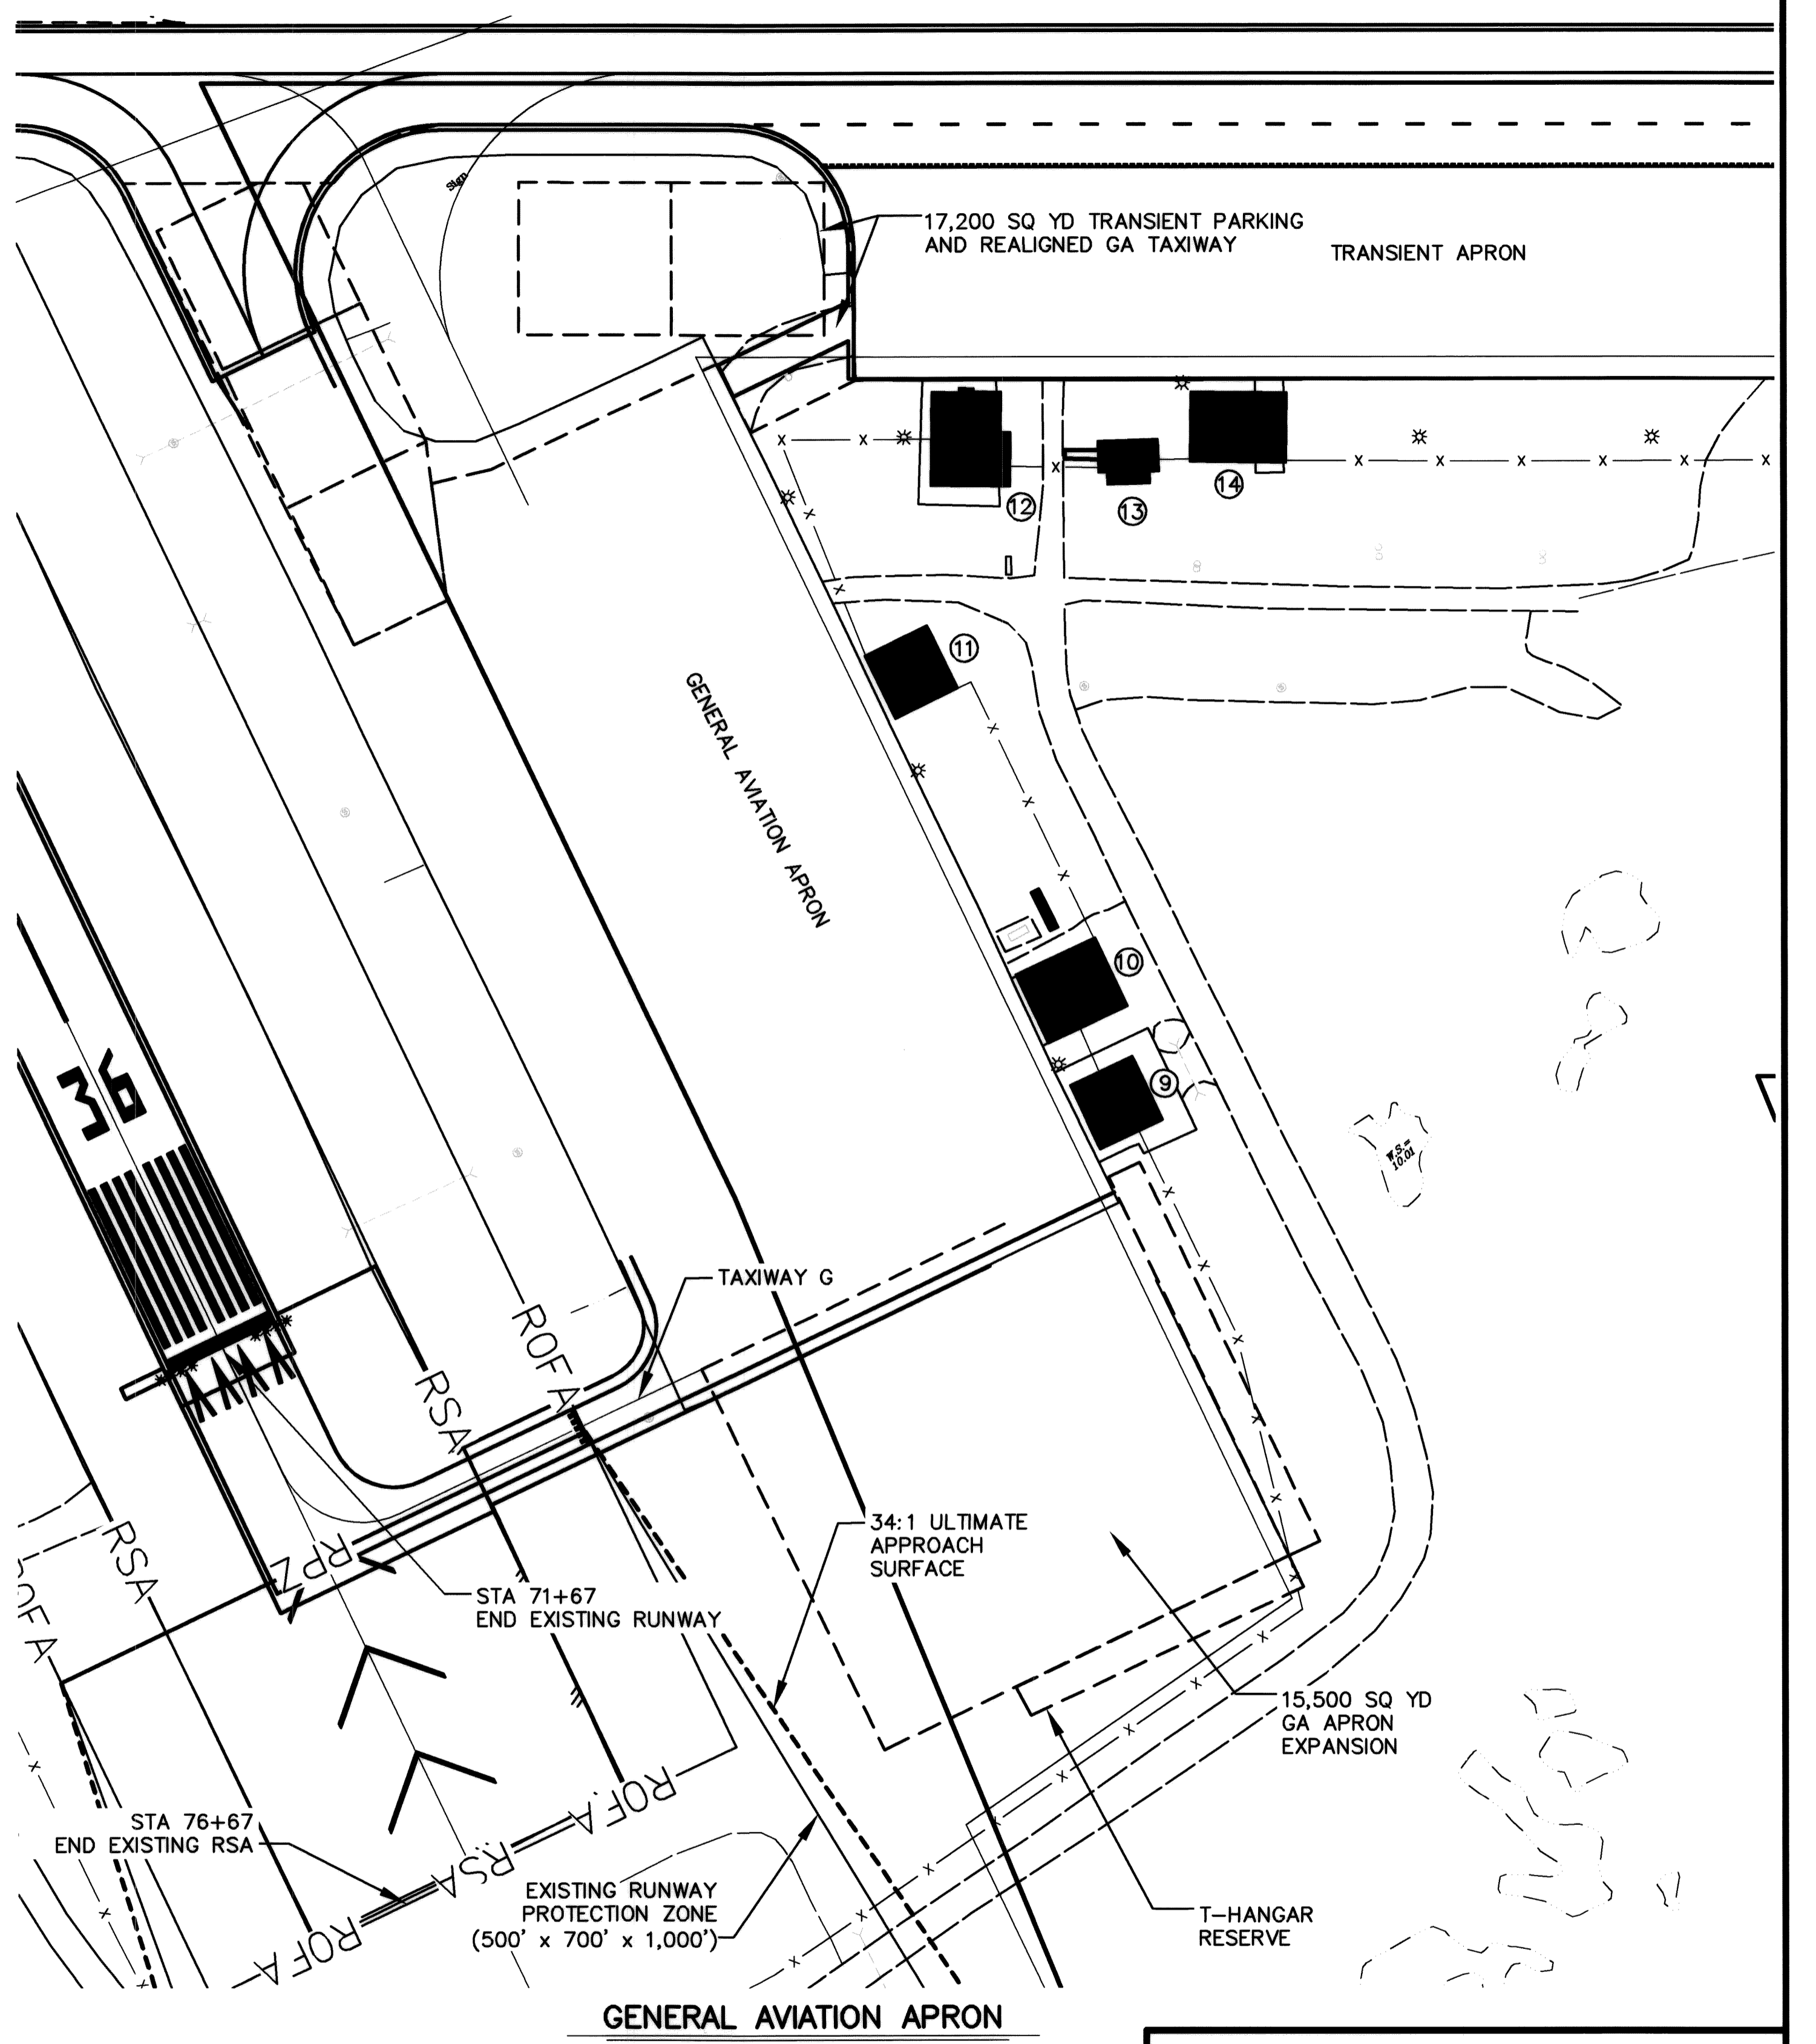 Sign
17,200 SQ YD TRANSIENT PARKING
AND REALIGNED GA TAXIWAY
TRANSIENT APRON
12
13
14
11
GENERAL AVIATION APRON
10
9
36
W.S.=
10.01
TAXIWAY G
ROFA
RSA
34:1 ULTIMATE
APPROACH
SURFACE
RSA
ROFA
RPZ
STA 71+67
END EXISTING RUNWAY
15,500 SQ YD
GA APRON
EXPANSION
STA 76+67
END EXISTING RSA
ROFA
RSA
ROFA
EXISTING RUNWAY
PROTECTION ZONE
(500' x 700' x 1,000')
T-HANGAR
RESERVE
GENERAL AVIATION APRON